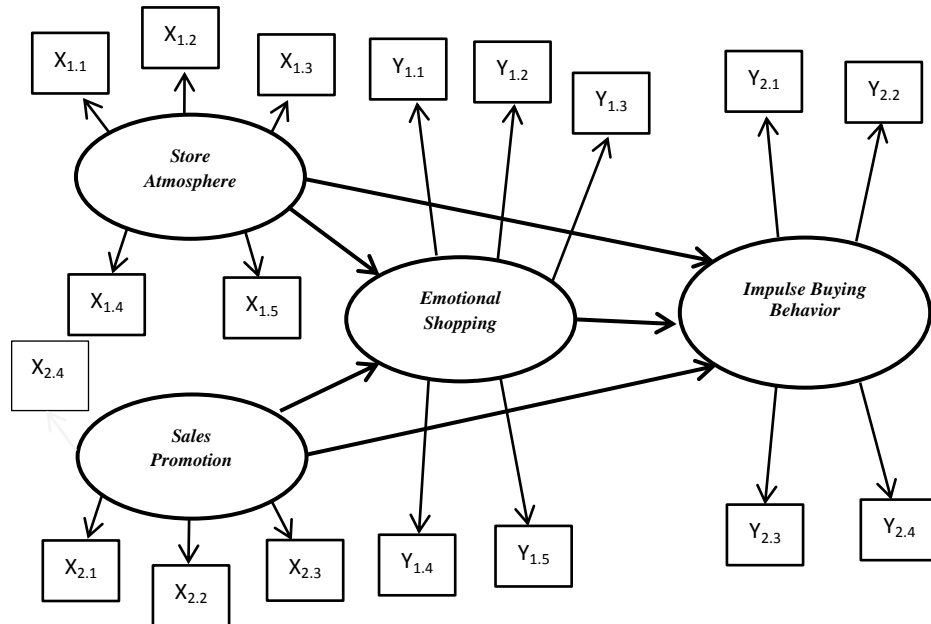 X1.1
X1.2
X1.3
Y1.1
Y1.2
Y1.3
Y2.1
Y2.2
Store
Atmosphere
X1.4
X1.5
Emotional
Shopping
Impulse Buying
Behavior
X2.4
Sales
Promotion
X2.1
X2.2
X2.3
Y1.4
Y1.5
Y2.3
Y2.4